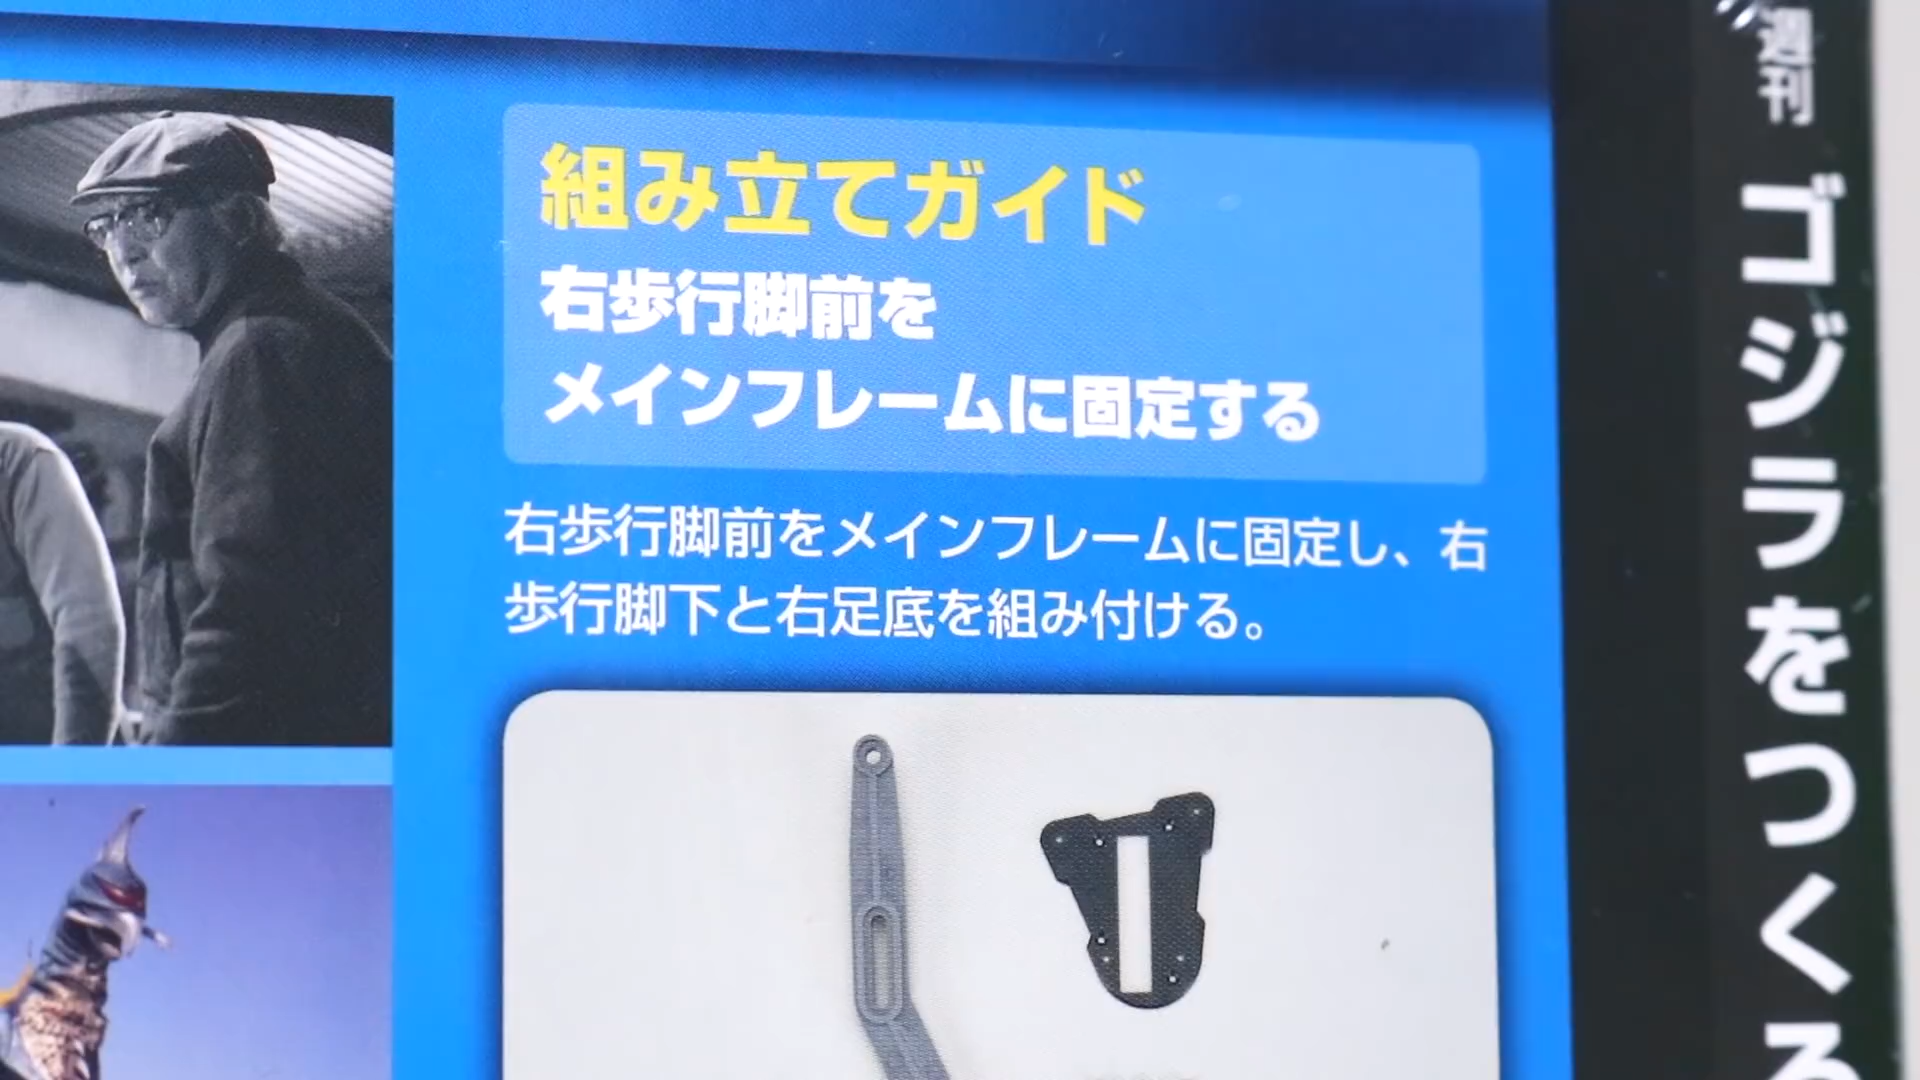 組み立てガイド
右歩行脚前を
メインフレームに固定する
右歩行脚前をメインフレームに固定し、右
歩行脚下と右足底を組み付ける。
週刊 ゴジラをつくる